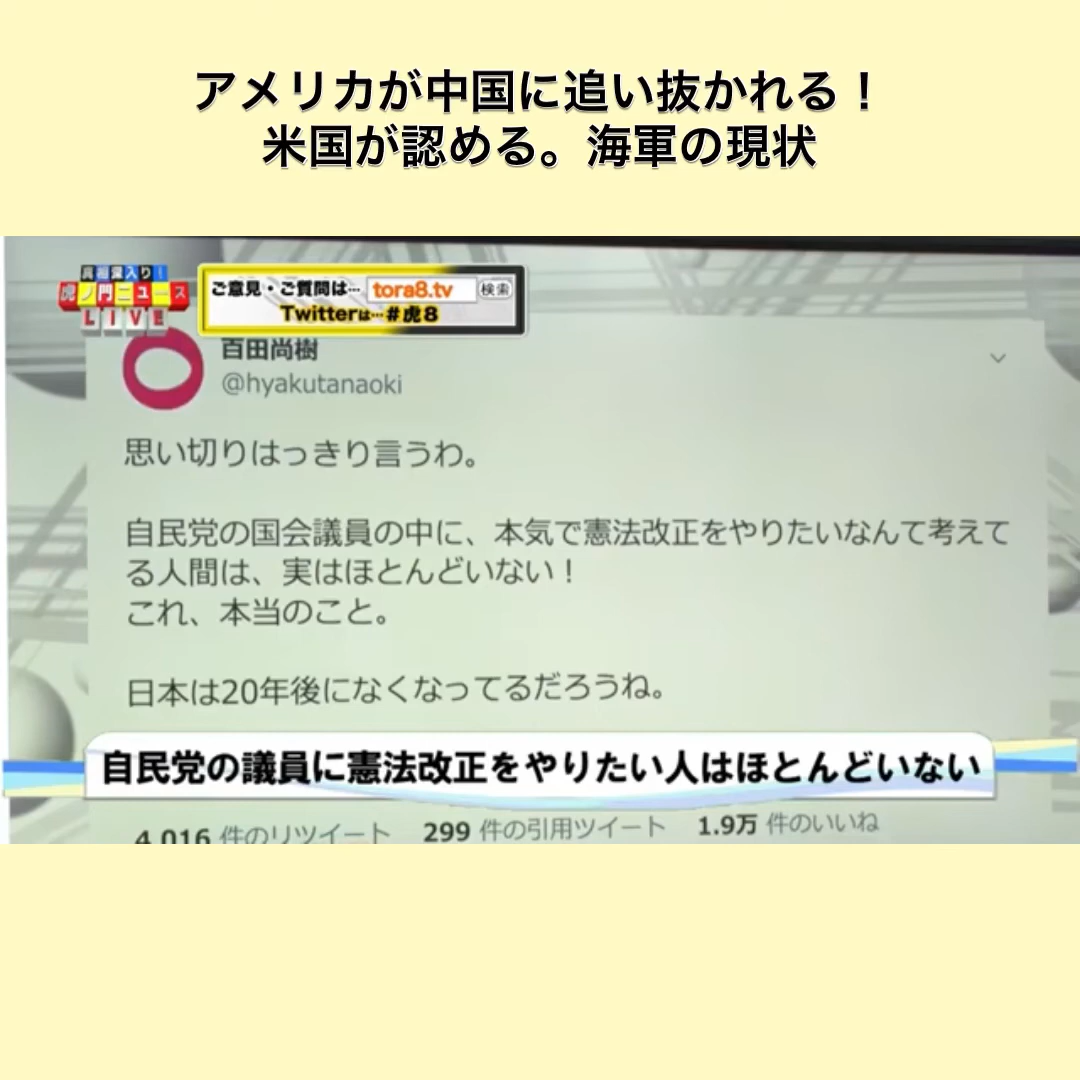 アメリカが中国に追い抜かれる！
米国が認める。海軍の現状
真相深入り！
虎ノ門ニュース
LIVE
ご意見・ご質問は… tora8.tv 検索
Twitterは…#虎8
百田尚樹
@hyakutanaoki
思い切りはっきり言うわ。
自民党の国会議員の中に、本気で憲法改正をやりたいなんて考えて
る人間は、実はほとんどいない！
これ、本当のこと。
日本は20年後になくなってるだろうね。
自民党の議員に憲法改正をやりたい人はほとんどいない
4,016 件のリツイート 299 件の引用ツイート 1.9万 件のいいね